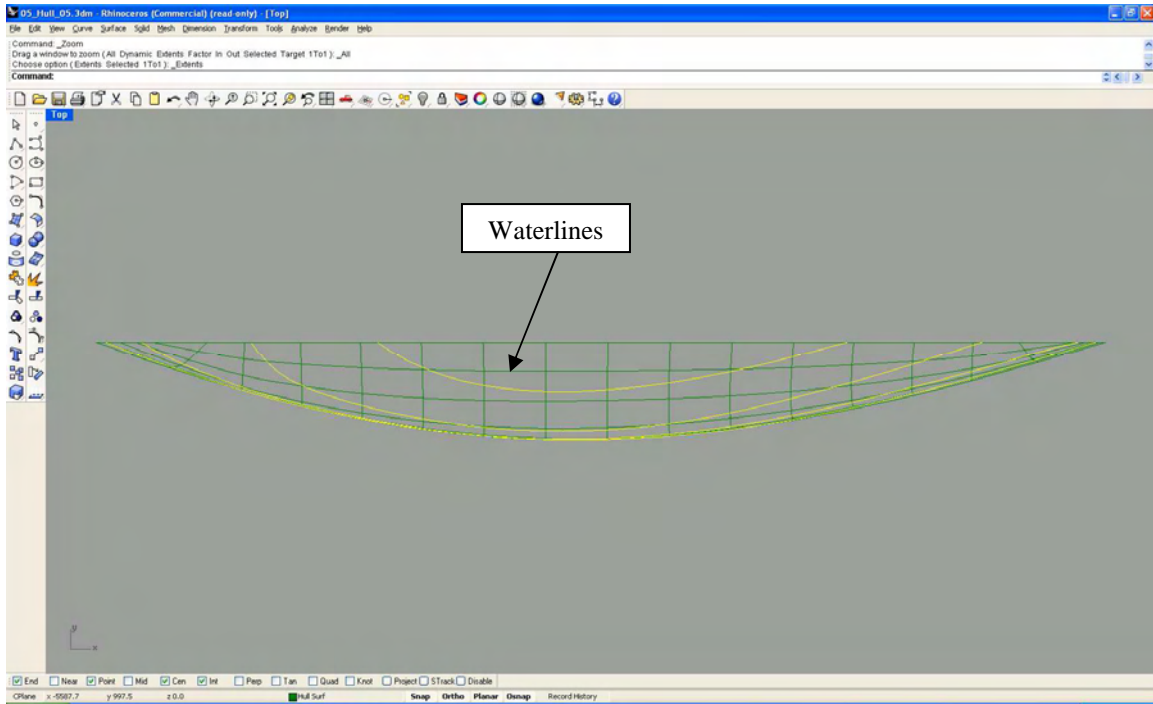 05_Hull_05.3dm - Rhinoceros (Commercial) (read-only) - [Top]
File Edit View Curve Surface Solid Mesh Dimension Transform Tools Analyze Render Help
Command: _Zoom
Drag a window to zoom ( All Dynamic Extents Factor In Out Selected Target 1To1 ): _All
Choose option ( Extents Selected 1To1 ): _Extents
Command:
Top
Waterlines
y
x
End Near Point Mid Cen Int Perp Tan Quad Knot Project STrack Disable
CPlane x -5587.7 y 997.5 z 0.0 Hull Surf Snap Ortho Planar Osnap Record History